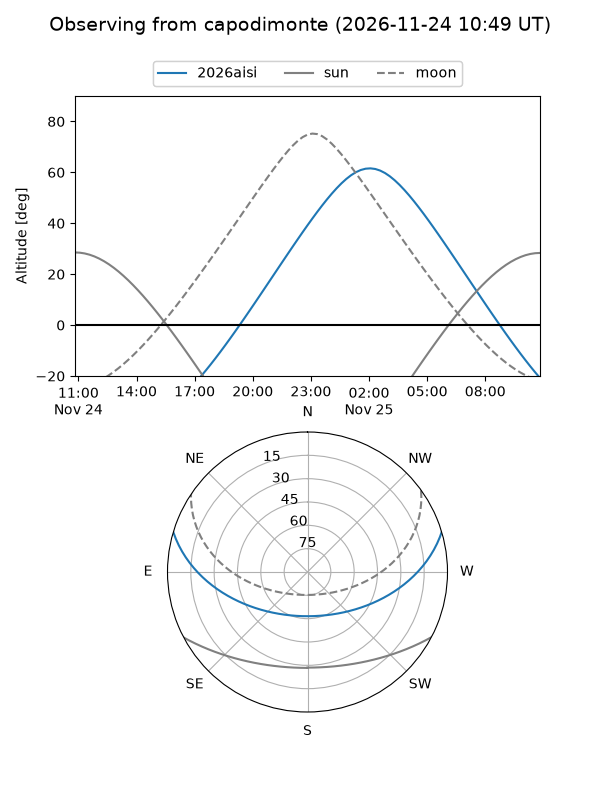 Observing from capodimonte (2026-11-24 10:49 UT)
2026aisi sun moon
Altitude [deg]
80
60
40
20
0
−20
11:00 14:00 17:00 20:00 23:00 02:00 05:00 08:00
Nov 24 Nov 25
N
NE NW
15
30
45
60
75
E W
SE SW
S